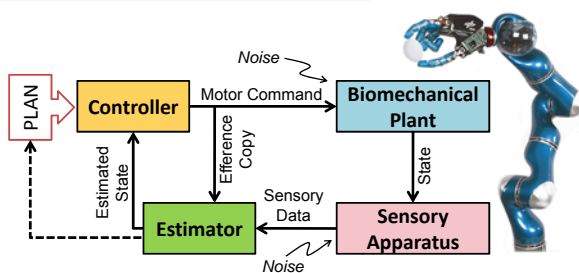 Noise
PLAN
Controller
Motor Command
Biomechanical
Plant
Estimated
State
Efference
Copy
State
Sensory
Data
Estimator
Sensory
Apparatus
Noise